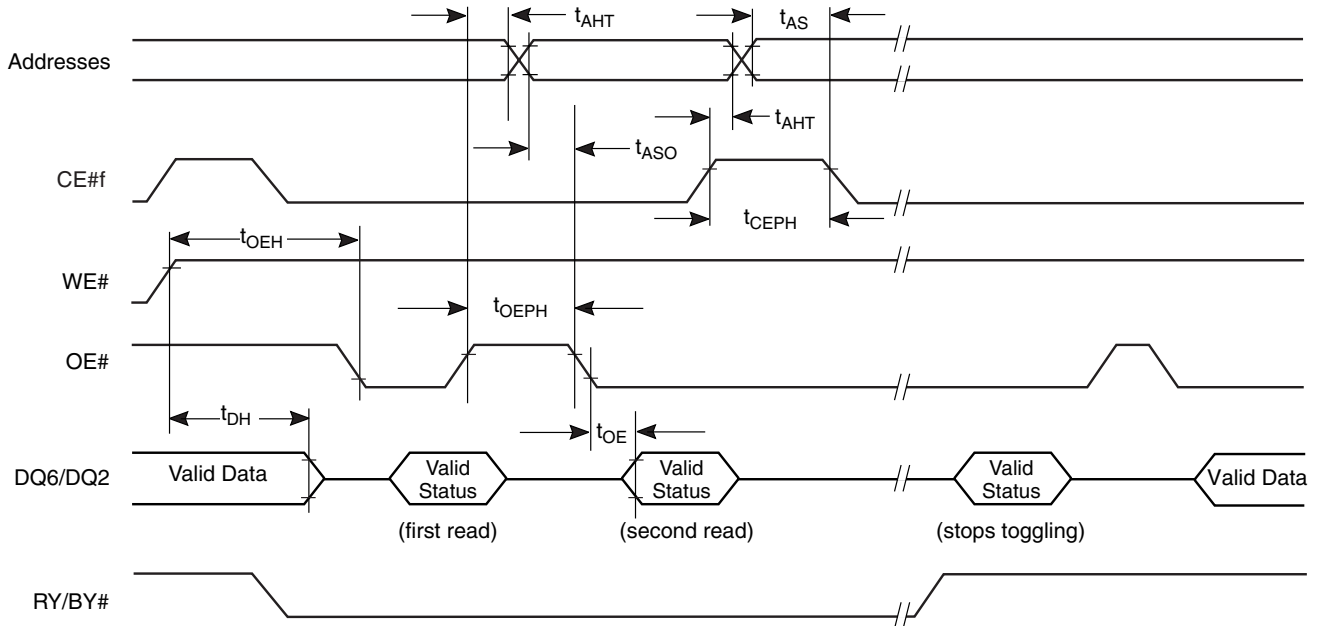 tAHT
tAS
Addresses
tAHT
tASO
CE#f
tCEPH
tOEH
WE#
tOEPH
OE#
tDH
tOE
DQ6/DQ2
Valid Data
Valid
Status
Valid
Status
Valid
Status
Valid Data
(first read)
(second read)
(stops toggling)
RY/BY#